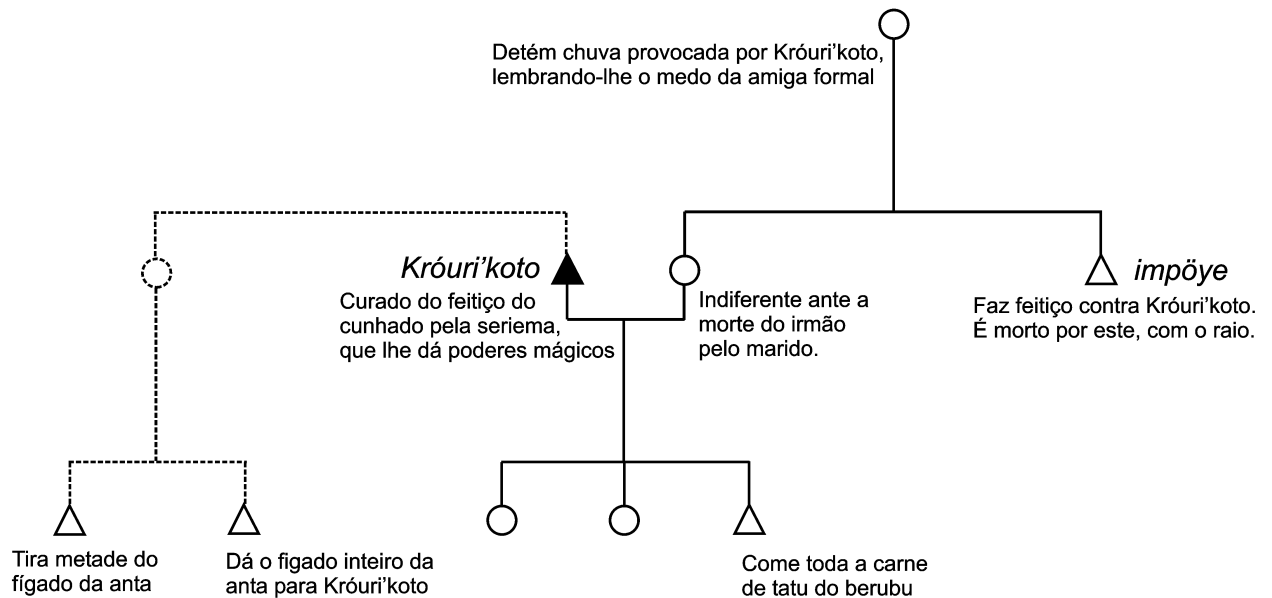 Detém chuva provocada por Króuri’koto,
lembrando-lhe o medo da amiga formal
Króuri’koto
Curado do feitiço do
cunhado pela seriema,
que lhe dá poderes mágicos
Indiferente ante a
morte do irmão
pelo marido.
impöye
Faz feitiço contra Króuri’koto.
É morto por este, com o raio.
Tira metade do
fígado da anta
Dá o figado inteiro da
anta para Króuri’koto
Come toda a carne
de tatu do berubu